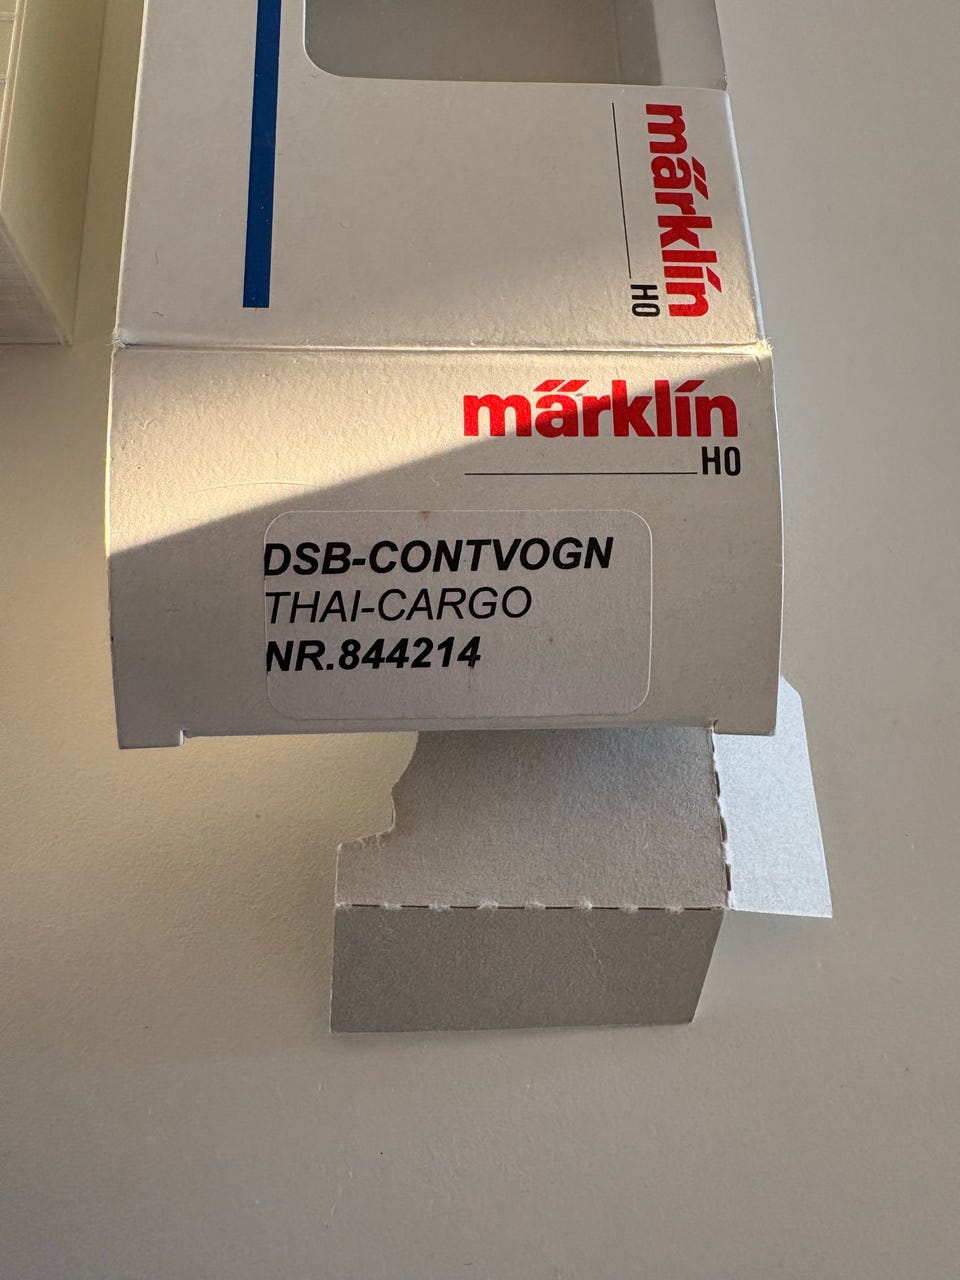 märklin
H0
märklin
H0
DSB-CONTVOGN
THAI-CARGO
NR.844214